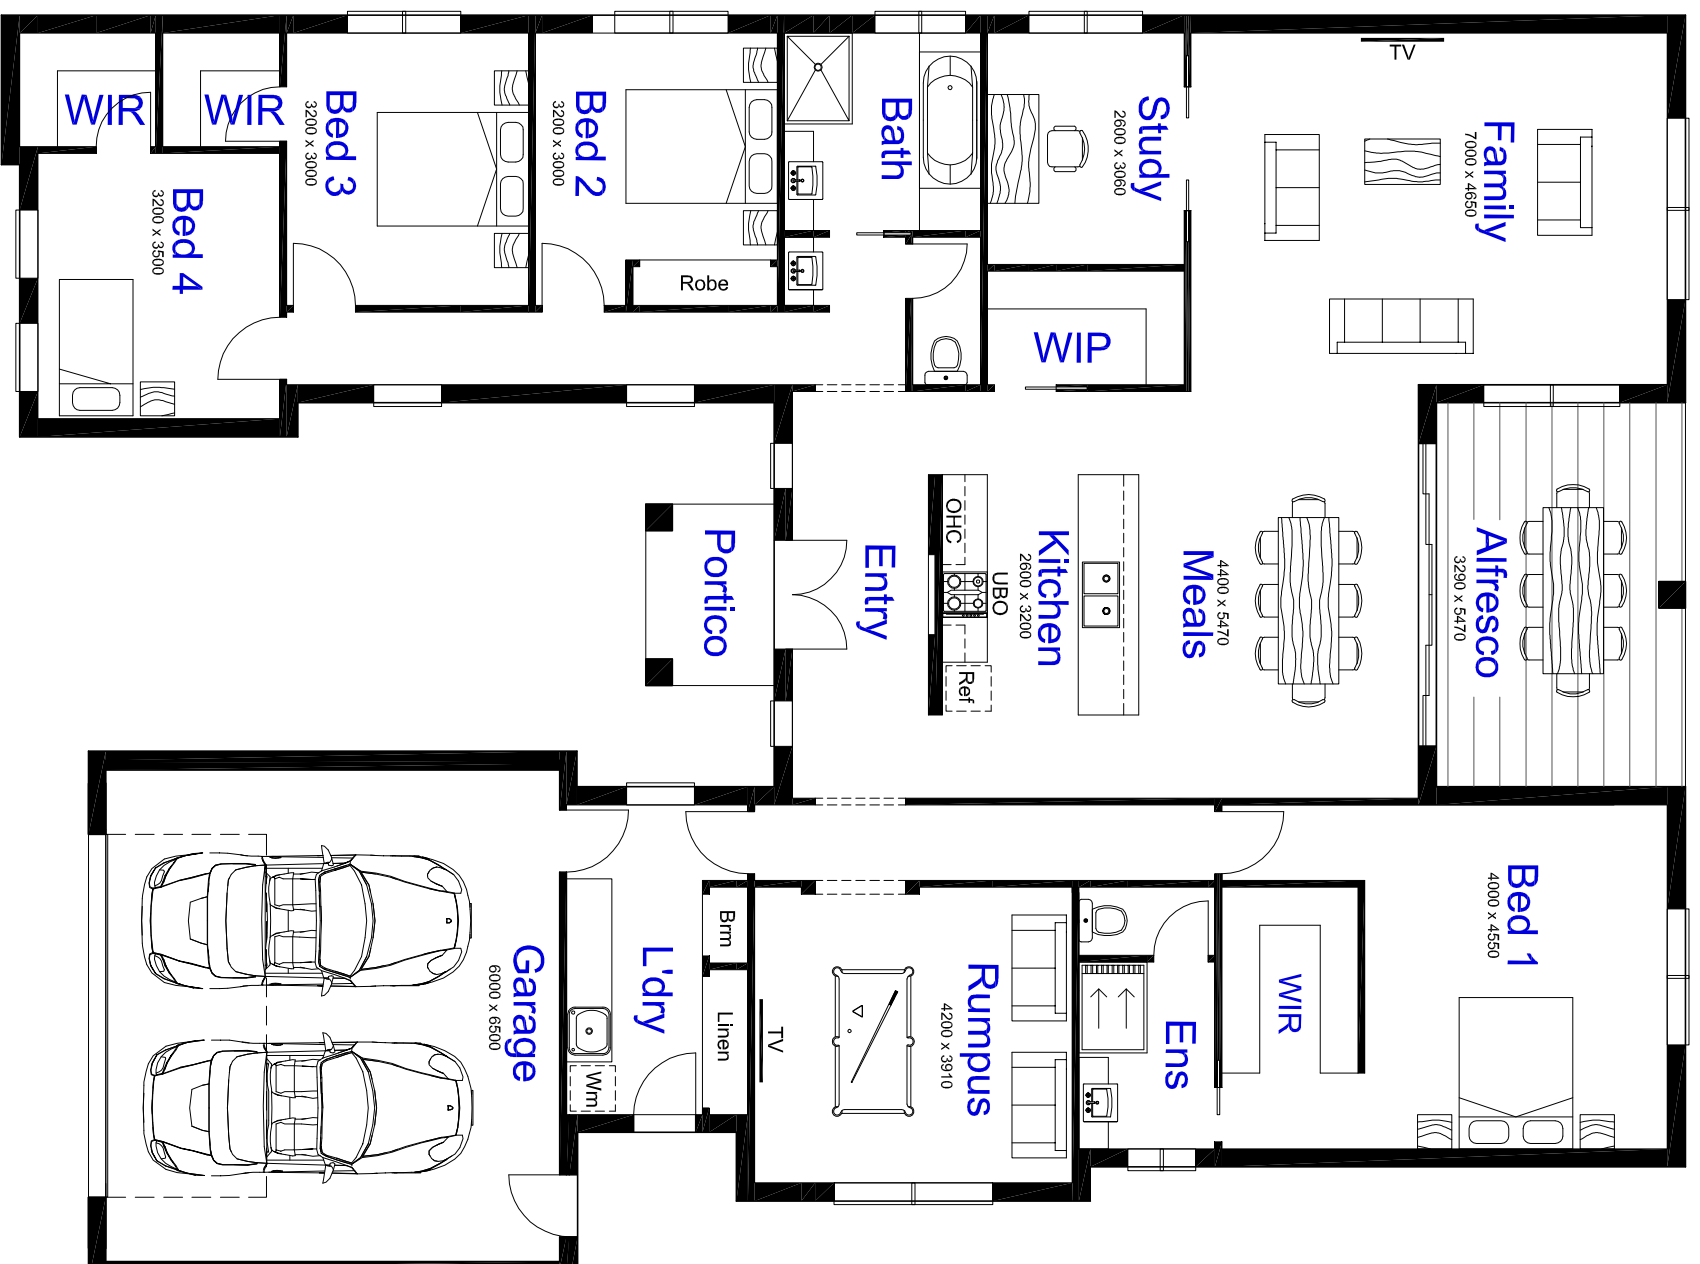 WIR
WIR
Bed 3
3200 x 3000
Bed 2
3200 x 3000
Bath
Study
2600 x 3060
TV
Family
7000 x 4650
Bed 4
3200 x 3500
Robe
WIP
Portico
Entry
OHC
UBO
Ref
Kitchen
2600 x 3200
Meals
4400 x 5470
Alfresco
3290 x 5470
Garage
6000 x 6500
L'dry
Brm
Linen
Wm
TV
Rumpus
4200 x 3910
Ens
WIR
Bed 1
4000 x 4550